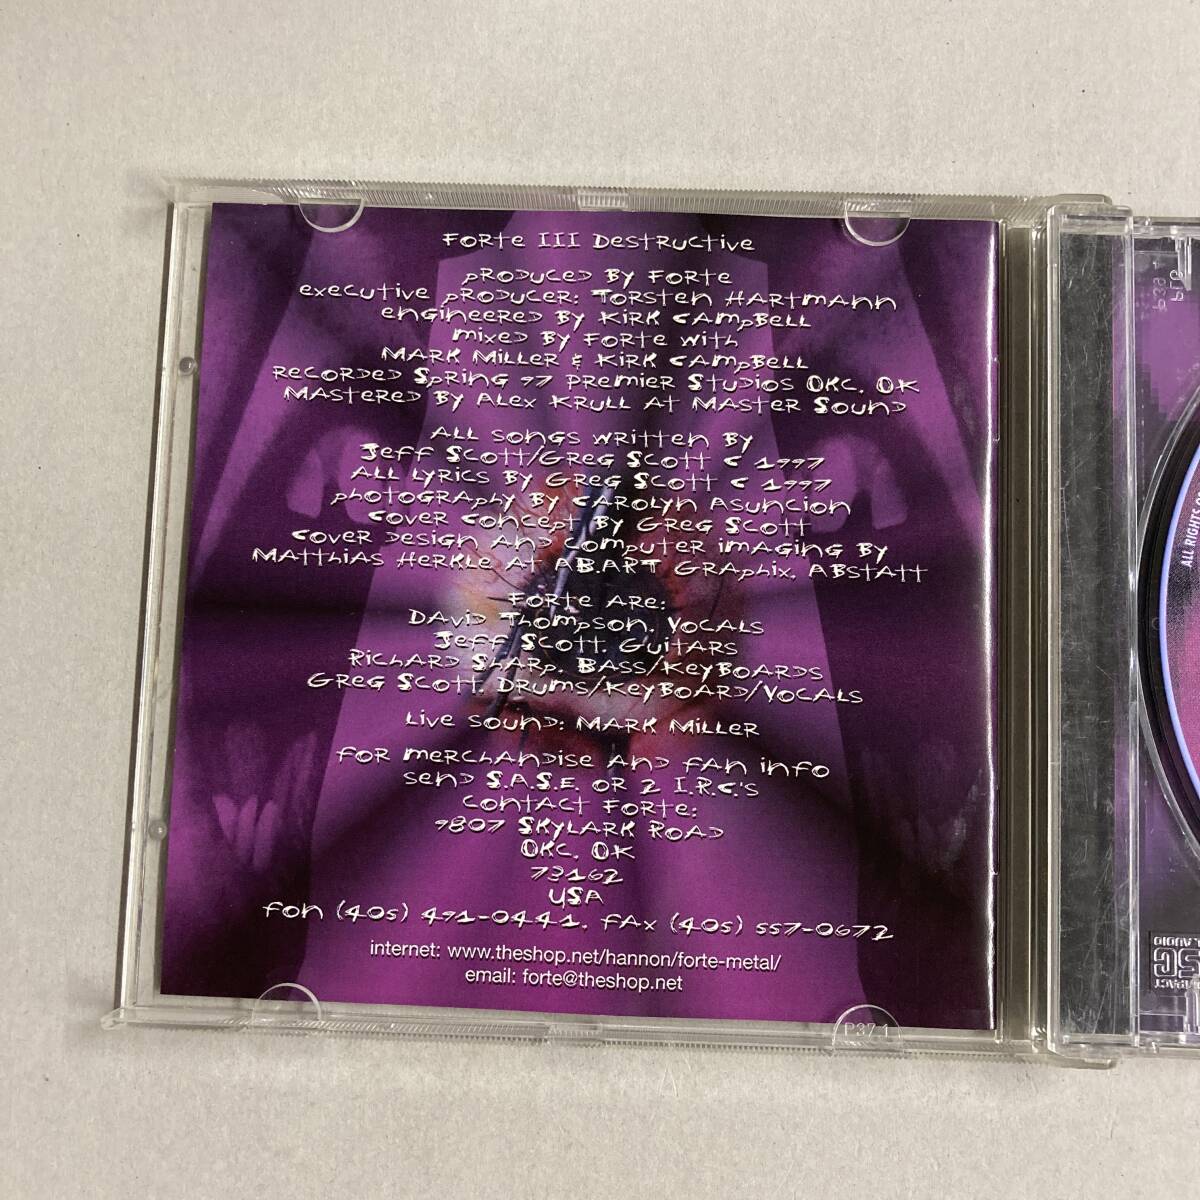 Forte III Destructive
Produced by Forte
Executive Producer: Torsten Hartmann
Engineered by Kirk Campbell
Mixed by Forte with
Mark Miller & Kirk Campbell
Recorded Spring 97 Premier Studios OKC. OK
Mastered by Alex Krull at Master Sound
All songs written by
Jeff Scott/Greg Scott C 1997
All lyrics by Greg Scott C 1997
Photography by Carolyn Asuncion
Cover concept by Greg Scott
Cover design and computer imaging by
Matthias Herkle at AB.ART Graphix. Abstatt
Forte are:
David Thompson. Vocals
Jeff Scott. Guitars
Richard Sharp. Bass/Keyboards
Greg Scott. Drums/Keyboard/Vocals
Live sound: Mark Miller
For merchandise and fan info
send S.A.S.E. or 2 I.R.C.'s
Contact Forte:
9807 Skylark Road
OKC. OK
73162
USA
fon (405) 491-0441. fax (405) 557-0672
internet: www.theshop.net/hannon/forte-metal/
email: forte@theshop.net
P37 1
ALL RIGHTS